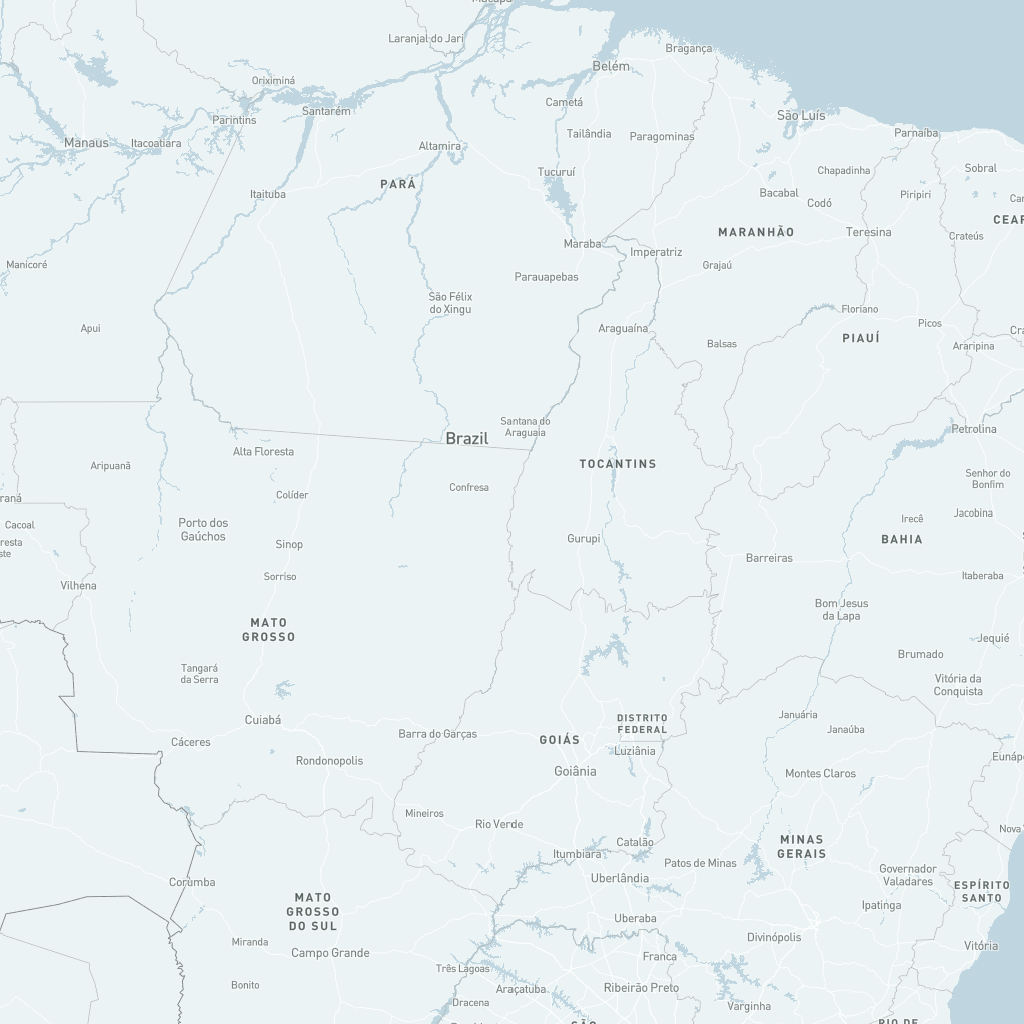 Macapá
Laranjal do Jari
Bragança
Belém
Oriximiná
Cametá
Santarém
São Luís
Parintins
Tailândia
Paragominas
Parnaíba
Manaus
Itacoatiara
Altamira
Tucuruí
Chapadinha
Sobral
PARÁ
Itaituba
Bacabal
Codó
Piripiri
MARANHÃO
Teresina
Crateús
Maraba
Imperatriz
Manicoré
Grajaú
Parauapebas
São Félix
do Xingu
Floriano
Apui
Araguaína
Picos
Balsas
PIAUÍ
Araripina
Santana do
Araguaia
Petrolina
Brazil
Alta Floresta
Aripuanã
TOCANTINS
Senhor do
Bonfim
Confresa
Colíder
Jacobina
Irecê
Porto dos
Gaúchos
Cacoal
Gurupi
BAHIA
Sinop
Barreiras
Vilhena
Sorriso
Itaberaba
Bom Jesus
da Lapa
MATO
GROSSO
Jequié
Brumado
Tangará
da Serra
Vitória da
Conquista
Januária
Cuiabá
DISTRITO
FEDERAL
Janaúba
Barra do Garças
Cáceres
GOIÁS
Luziânia
Rondonopolis
Goiânia
Montes Claros
Mineiros
Rio Verde
Catalão
MINAS
GERAIS
Itumbiara
Patos de Minas
Uberlândia
Governador
Valadares
Corumba
ESPÍRITO
SANTO
MATO
GROSSO
DO SUL
Ipatinga
Uberaba
Miranda
Divinópolis
Vitória
Campo Grande
Franca
Três Lagoas
Bonito
Araçatuba
Ribeirão Preto
Dracena
Varginha